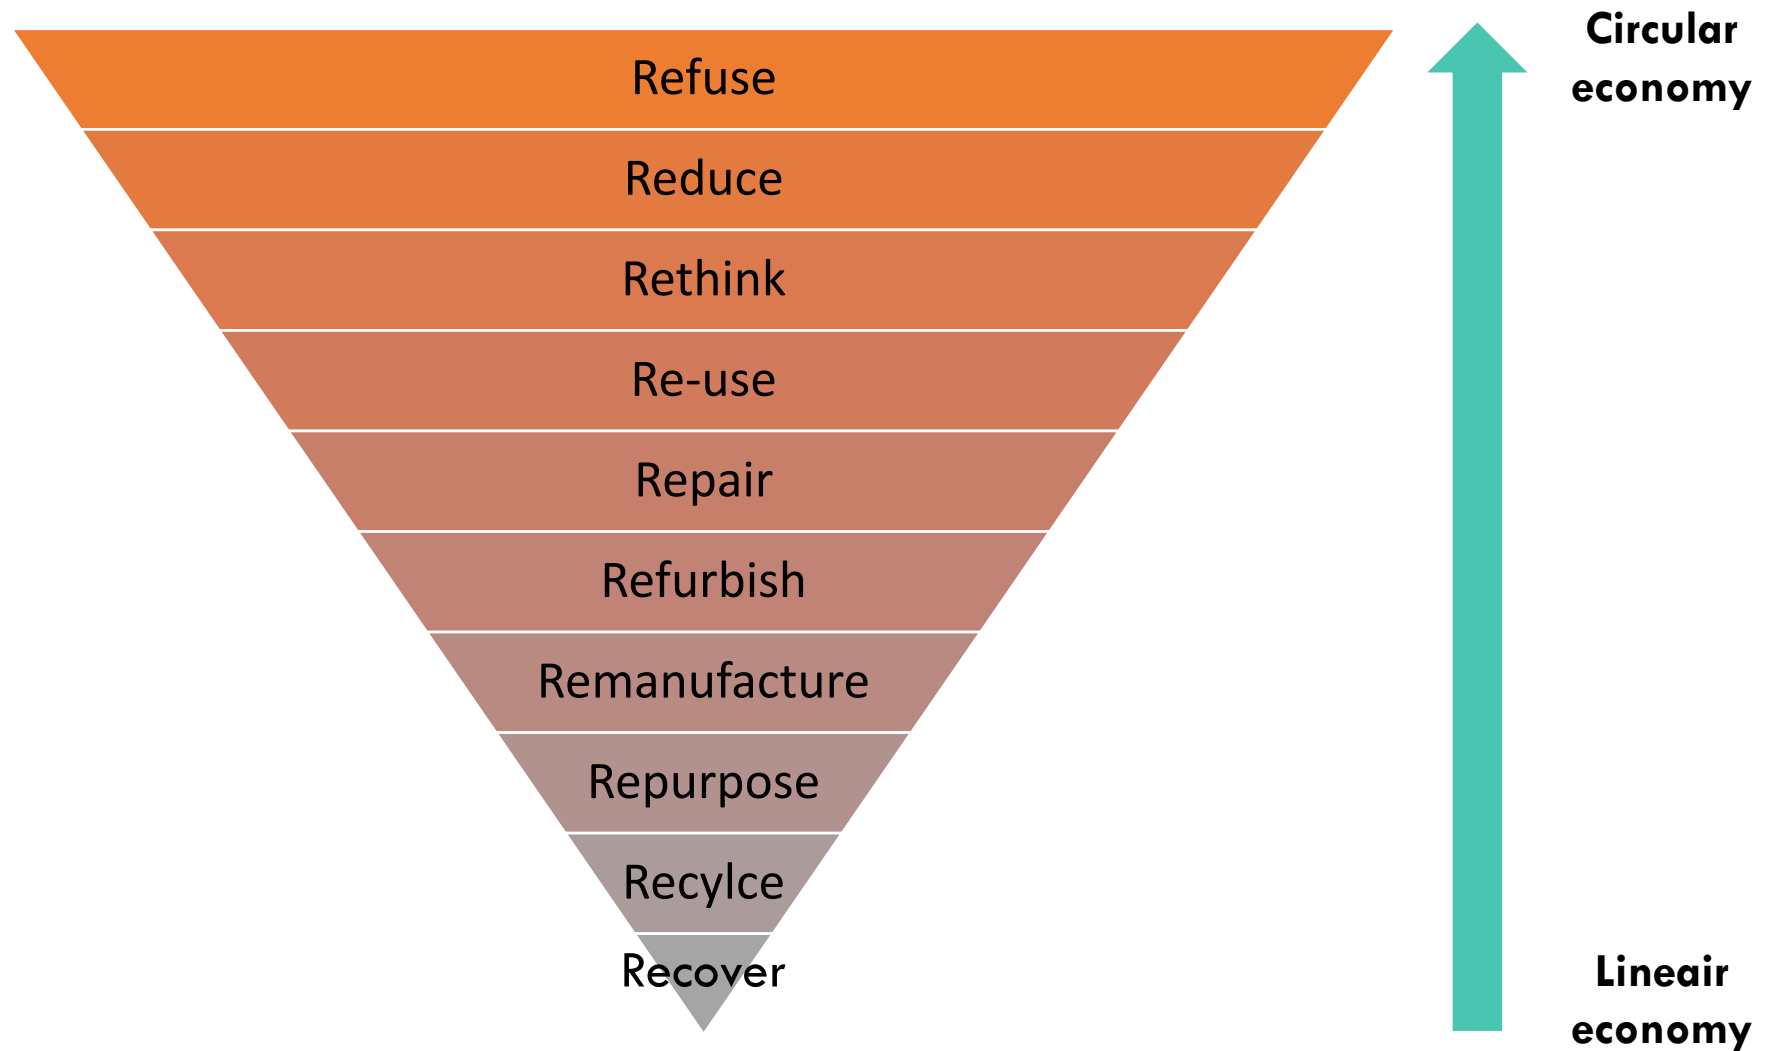 Refuse
Reduce
Rethink
Re-use
Repair
Refurbish
Remanufacture
Repurpose
Recylce
Recover
Circular
economy
Lineair
economy